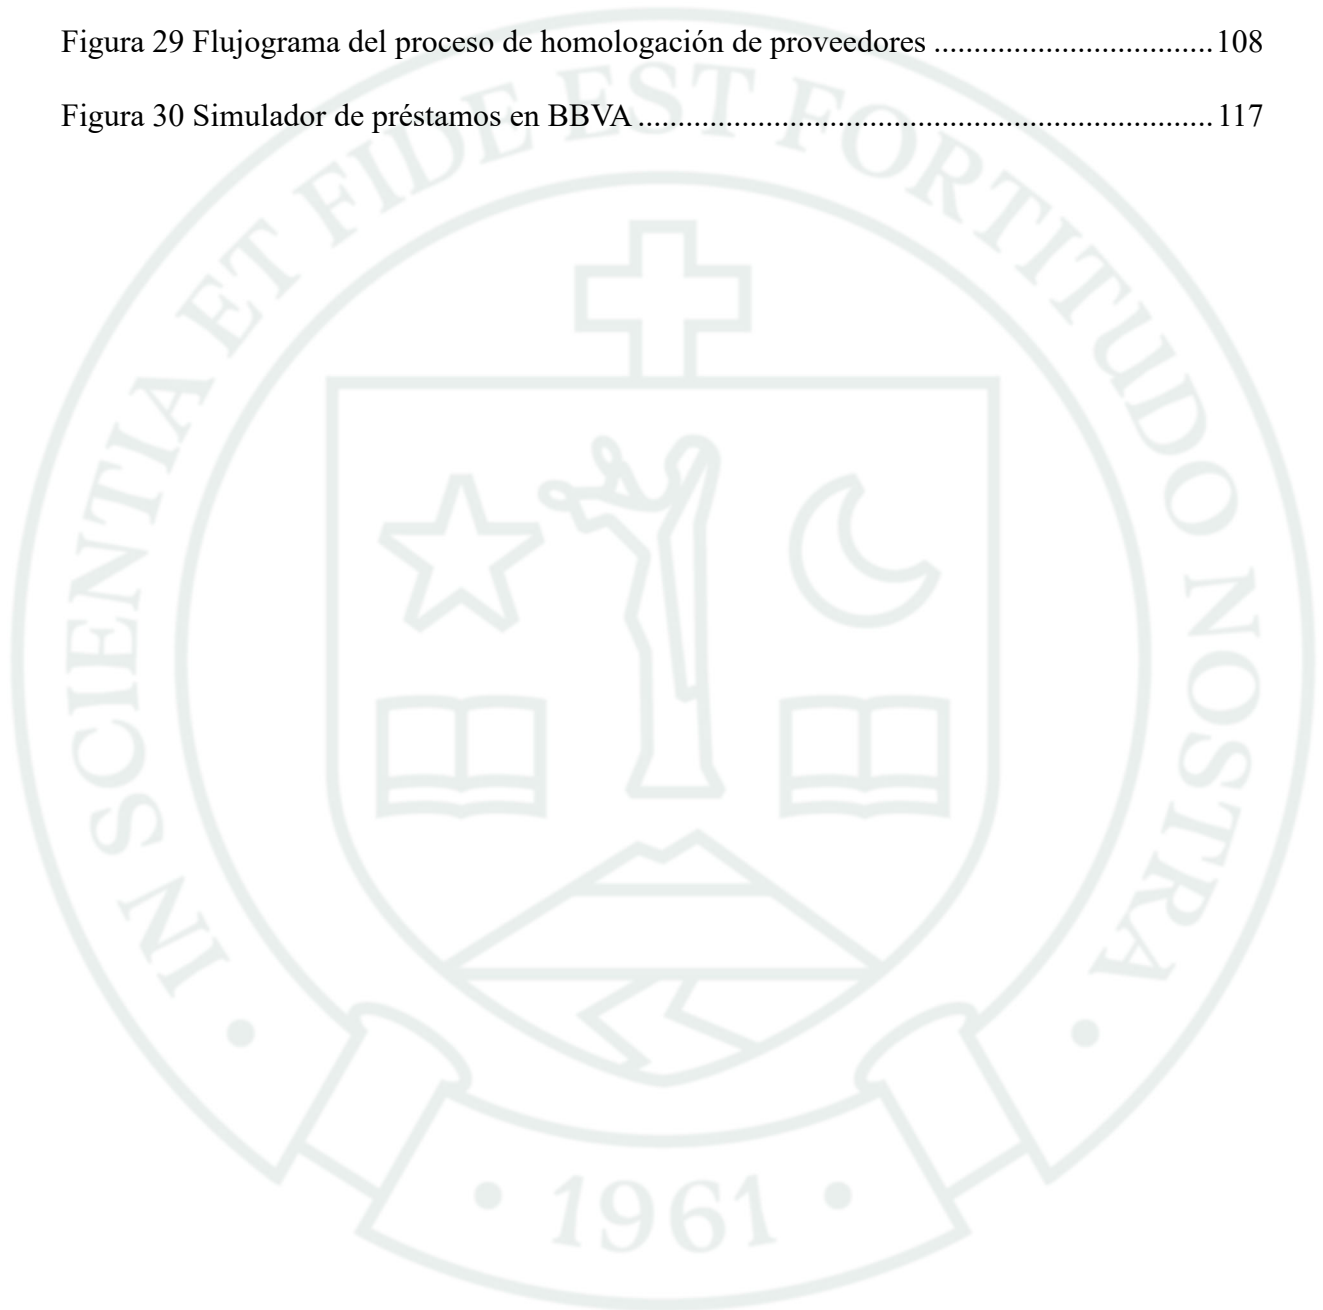 Figura 29 Flujograma del proceso de homologación de proveedores ...................................108
Figura 30 Simulador de préstamos en BBVA ........................................................................117
IN SCIENTIA ET FIDE EST FORTITUDO NOSTRA
• 1961 •